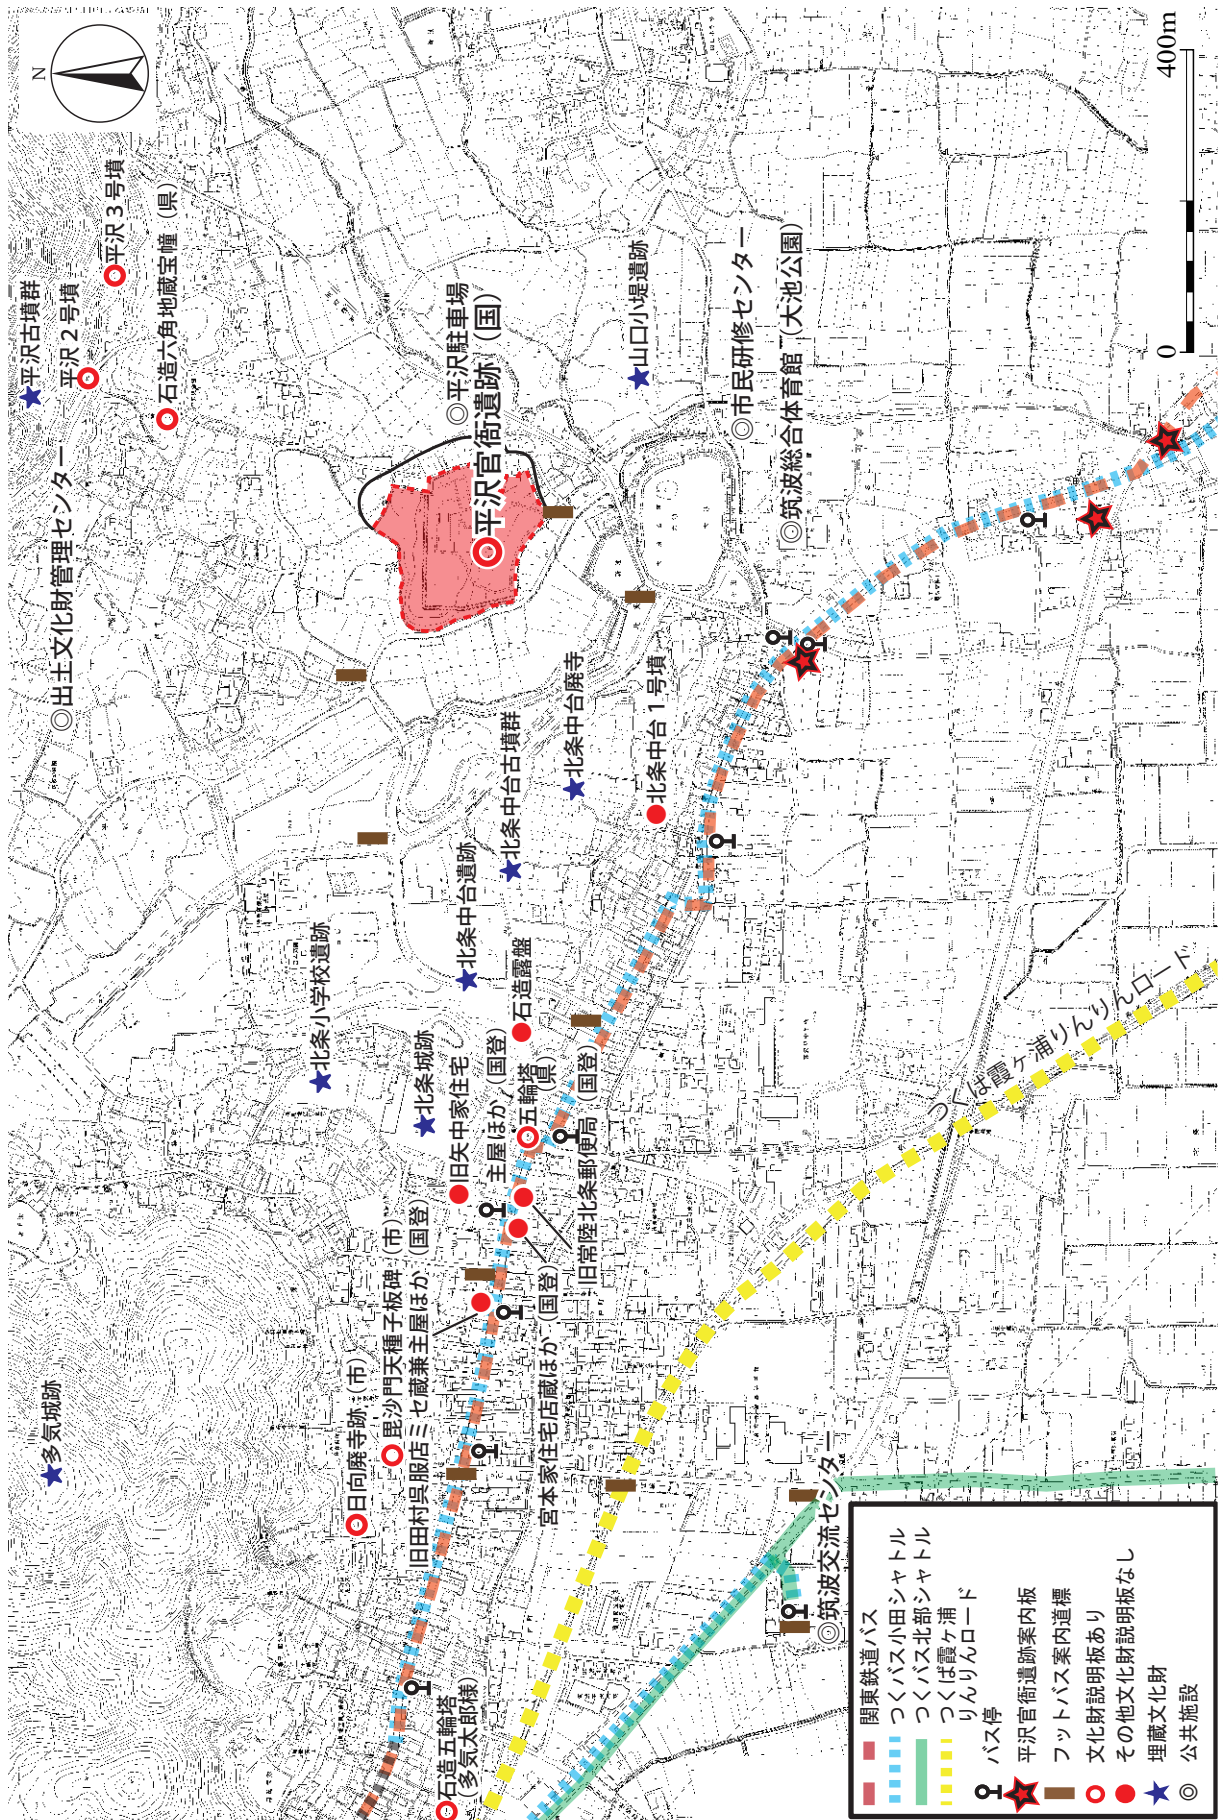 N
0
400m
平沢古墳群
平沢2号墳
平沢3号墳
石造六角地蔵宝幢(県)
◎出土文化財管理センター
◎平沢駐車場
平沢官衙遺跡(国)
山口小堤遺跡
◎市民研修センター
◎筑波総合体育館(大池公園)
北条中台廃寺
北条中台1号墳
北条中台古墳群
北条中台遺跡
北条小学校遺跡
北条城跡
石造露盤
旧矢中家住宅
主屋ほか(国登)
五輪塔
(県)
旧常陸北条郵便局(国登)
宮本家住宅店蔵ほか(国登)
旧田村呉服店ミセ蔵兼主屋ほか(国登)
毘沙門天種子板碑(市)
日向廃寺跡(市)
多気城跡
石造五輪塔
(多気太郎様)
◎筑波交流センター
つくば霞ヶ浦りんりんロード
関東鉄道バス
つくバス小田シャトル
つくバス北部シャトル
つくば霞ヶ浦
りんりんロード
バス停
平沢官衙遺跡案内板
フットパス案内道標
文化財説明板あり
その他文化財説明板なし
埋蔵文化財
◎ 公共施設